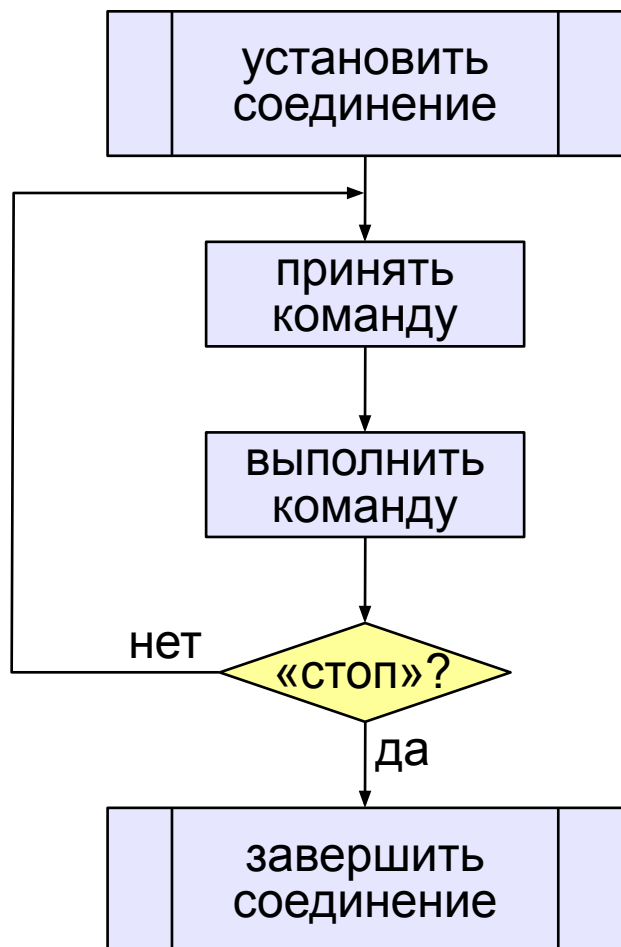 установить
соединение
принять
команду
выполнить
команду
нет
«стоп»?
да
завершить
соединение